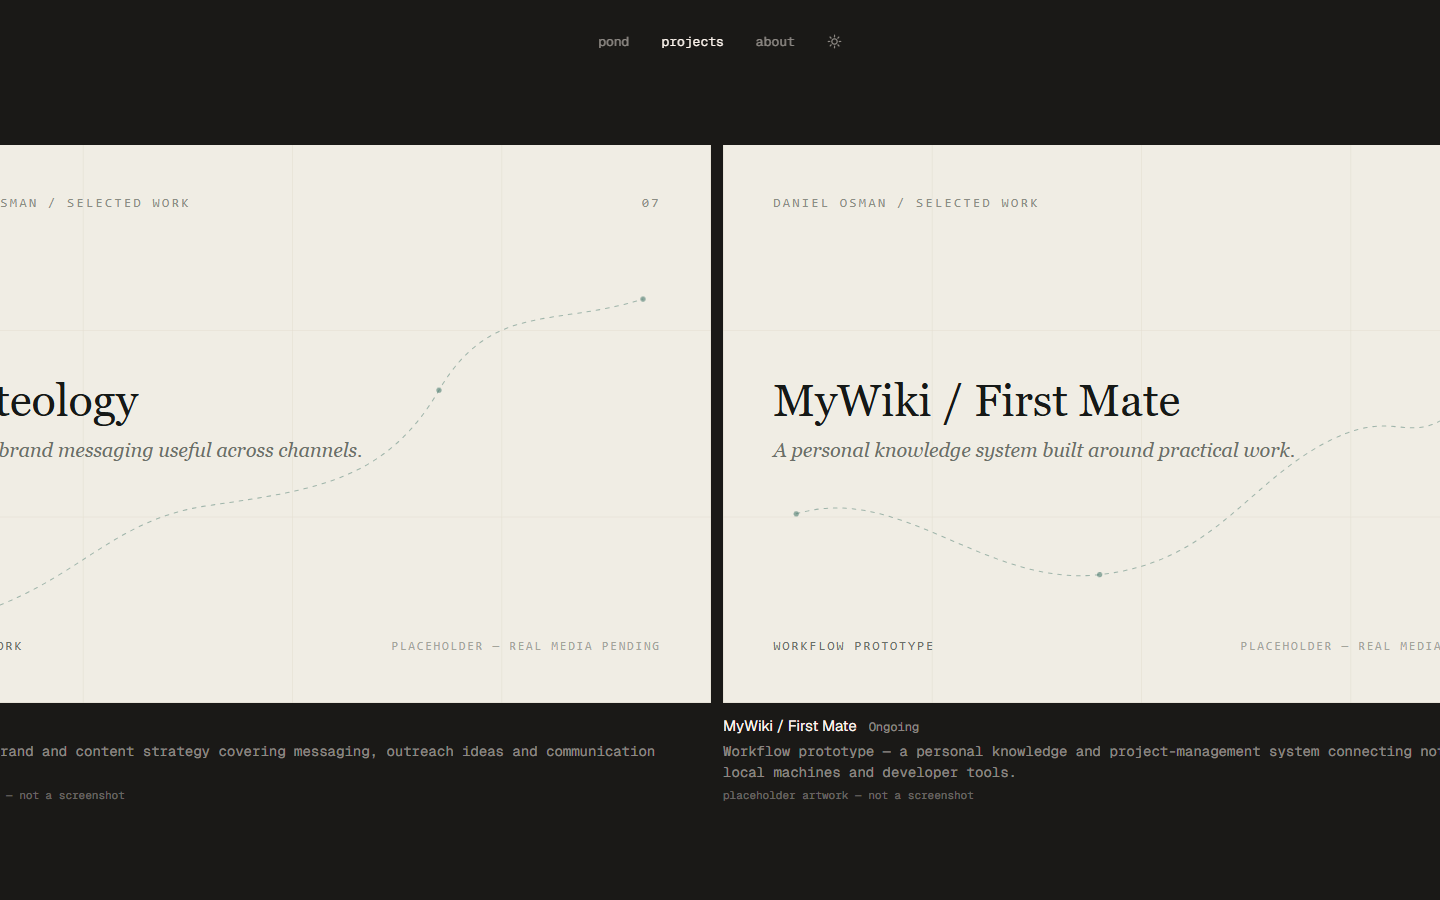 pond projects about
SMAN / SELECTED WORK
07
teology
brand messaging useful across channels.
ORK
PLACEHOLDER — REAL MEDIA PENDING
rand and content strategy covering messaging, outreach ideas and communication
— not a screenshot
DANIEL OSMAN / SELECTED WORK
MyWiki / First Mate
A personal knowledge system built around practical work.
WORKFLOW PROTOTYPE
PLACEHOLDER — REAL MEDIA
MyWiki / First Mate Ongoing
Workflow prototype — a personal knowledge and project-management system connecting not
local machines and developer tools.
placeholder artwork — not a screenshot